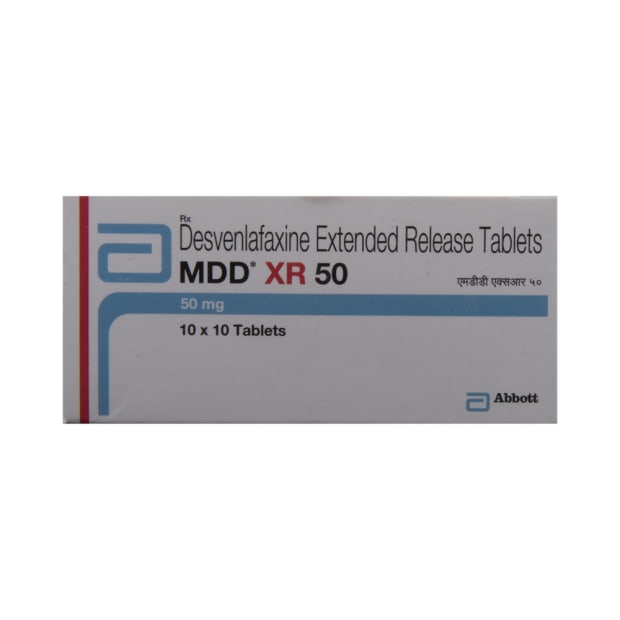 Rx
Desvenlafaxine Extended Release Tablets
MDD* XR 50
एमडीडी एक्सआर ५०
50 mg
10 x 10 Tablets
Abbott